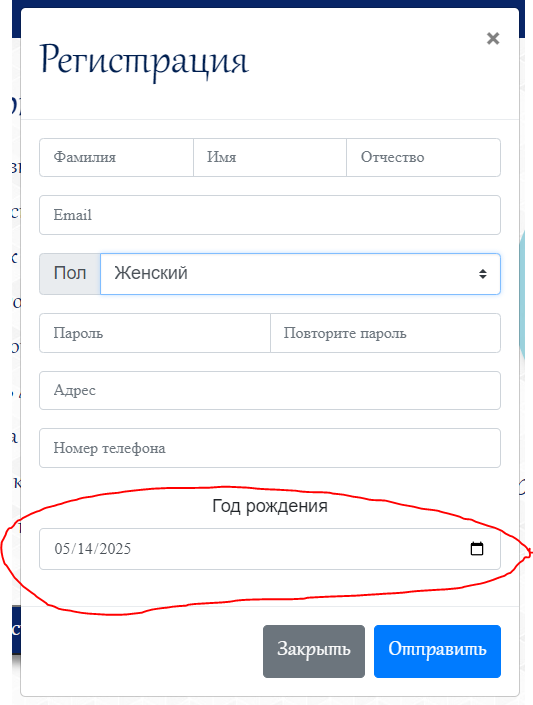 Регистрация
×
Фамилия Имя Отчество
Email
Пол Женский
Пароль Повторите пароль
Адрес
Номер телефона
Год рождения
05/14/2025
Закрыть Отправить